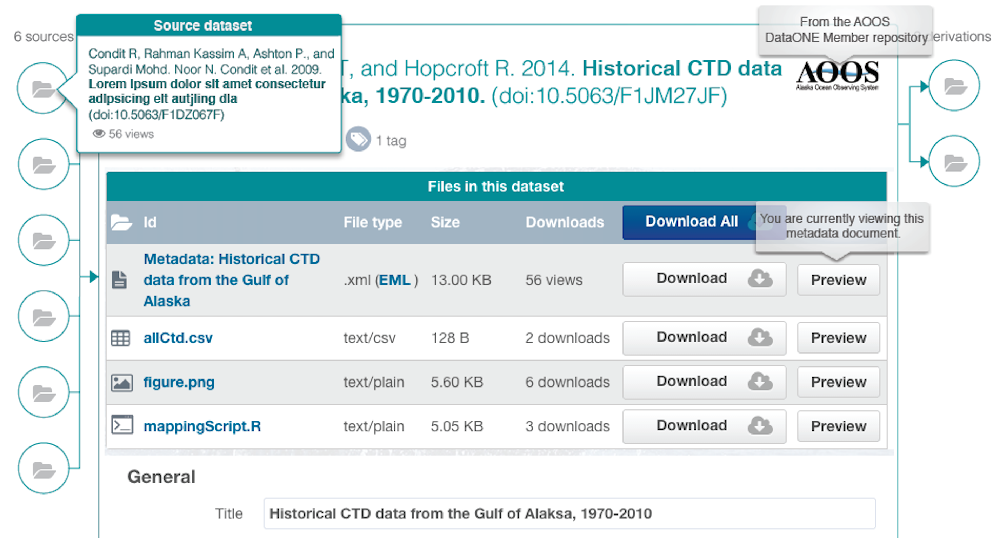 6 sources
Source dataset
Condit R, Rahman Kassim A, Ashton P., and
Supardi Mohd. Noor N. Condit et al. 2009.
Lorem Ipsum dolor sit amet consectetur
adipsicing elt autjling dla
(doi:10.5063/F1DZ067F)
56 views
From the AOOS
DataONE Member repository
erivations
T, and Hopcroft R. 2014. Historical CTD data
ka, 1970-2010. (doi:10.5063/F1JM27JF)
AOOS
Alaska Ocean Observing System
1 tag
Files in this dataset
Id File type Size Downloads Download All
You are currently viewing this
metadata document.
Metadata: Historical CTD
data from the Gulf of
Alaska
.xml (EML ) 13.00 KB 56 views Download Preview
allCtd.csv text/csv 128 B 2 downloads Download Preview
figure.png text/plain 5.60 KB 6 downloads Download Preview
mappingScript.R text/plain 5.05 KB 3 downloads Download Preview
General
Title Historical CTD data from the Gulf of Alaksa, 1970-2010